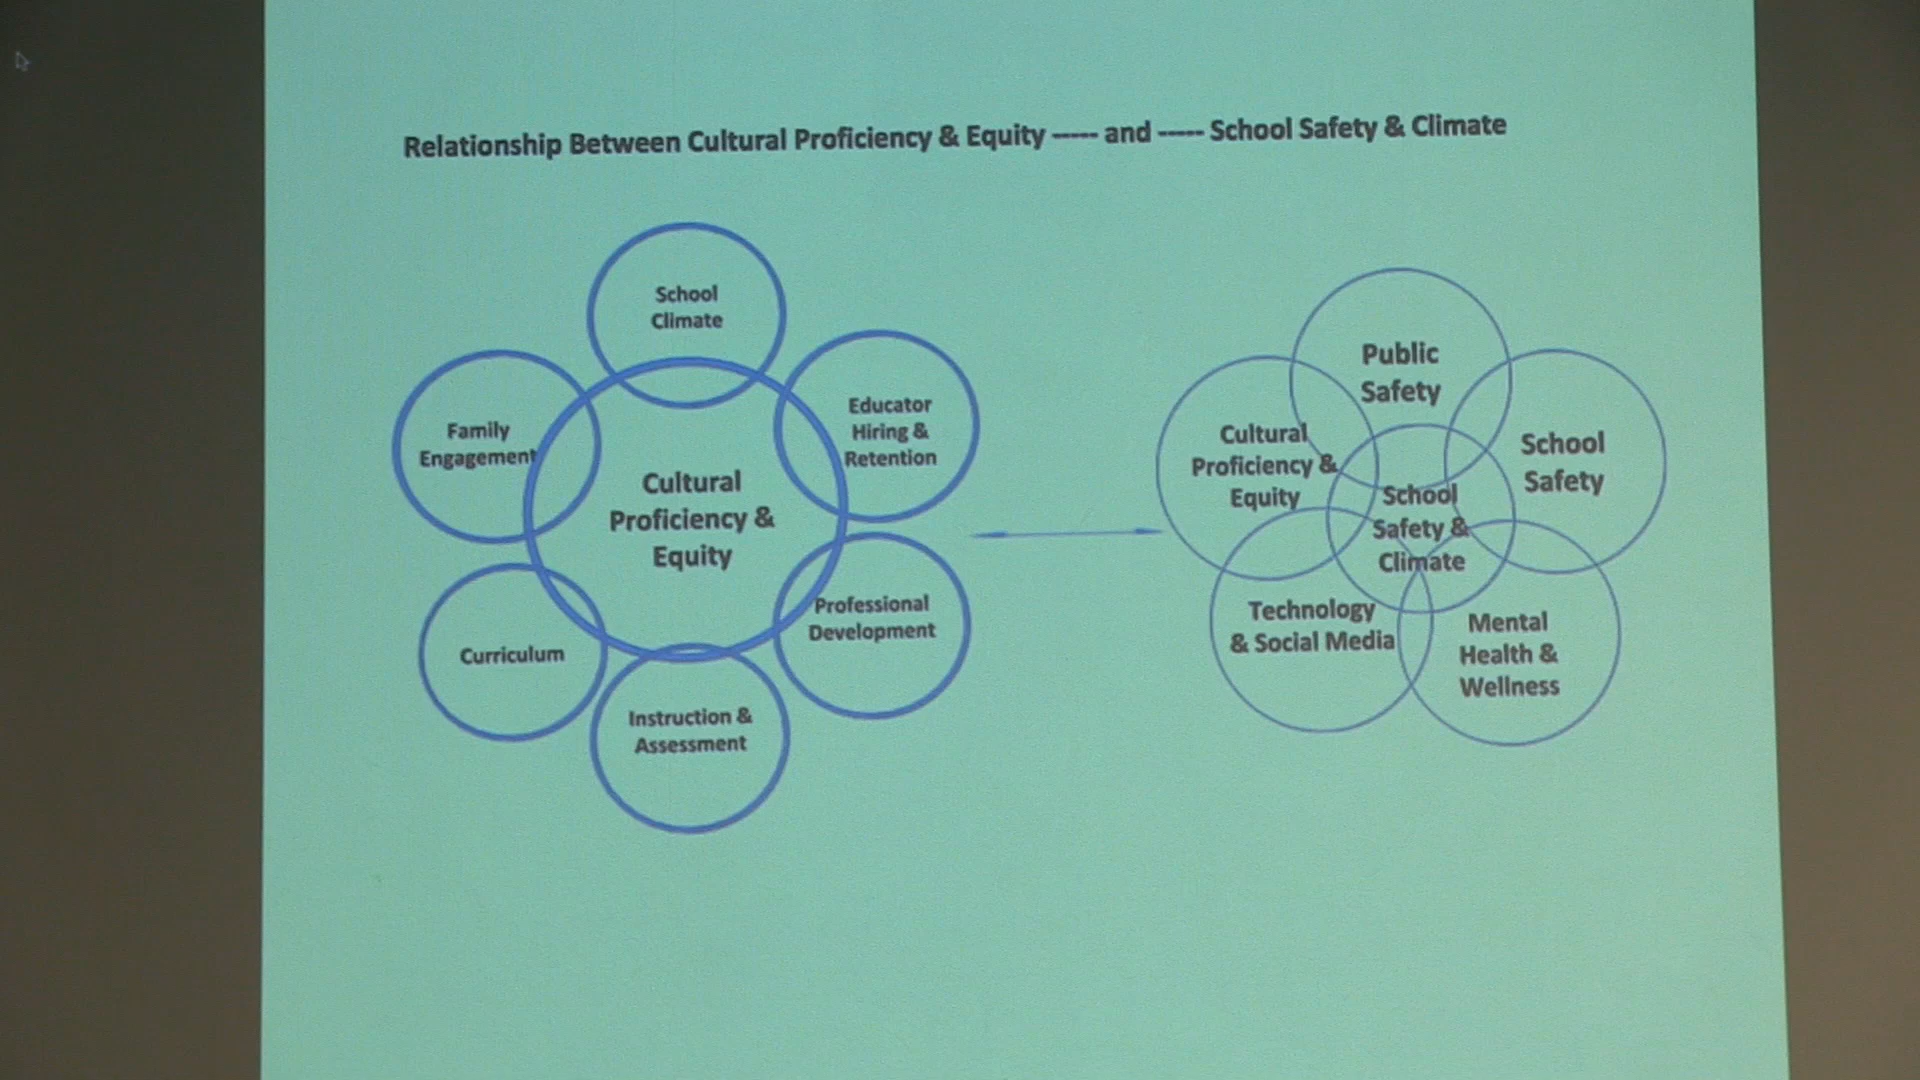 Relationship Between Cultural Proficiency & Equity ----- and ----- School Safety & Climate
School
Climate
Educator
Hiring &
Retention
Family
Engagement
Cultural
Proficiency &
Equity
Professional
Development
Curriculum
Instruction &
Assessment
Public
Safety
Cultural
Proficiency &
Equity
School
Safety
School
Safety &
Climate
Technology
& Social Media
Mental
Health &
Wellness